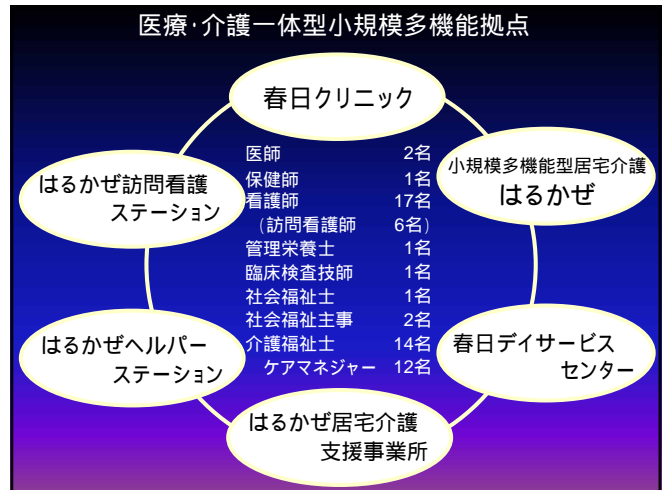 医療・介護一体型小規模多機能拠点
春日クリニック
小規模多機能型居宅介護
はるかぜ
春日デイサービス
センター
はるかぜ居宅介護
支援事業所
はるかぜヘルパー
ステーション
はるかぜ訪問看護
ステーション
医師 2名
保健師 1名
看護師 17名
(訪問看護師 6名)
管理栄養士 1名
臨床検査技師 1名
社会福祉士 1名
社会福祉主事 2名
介護福祉士 14名
ケアマネジャー 12名